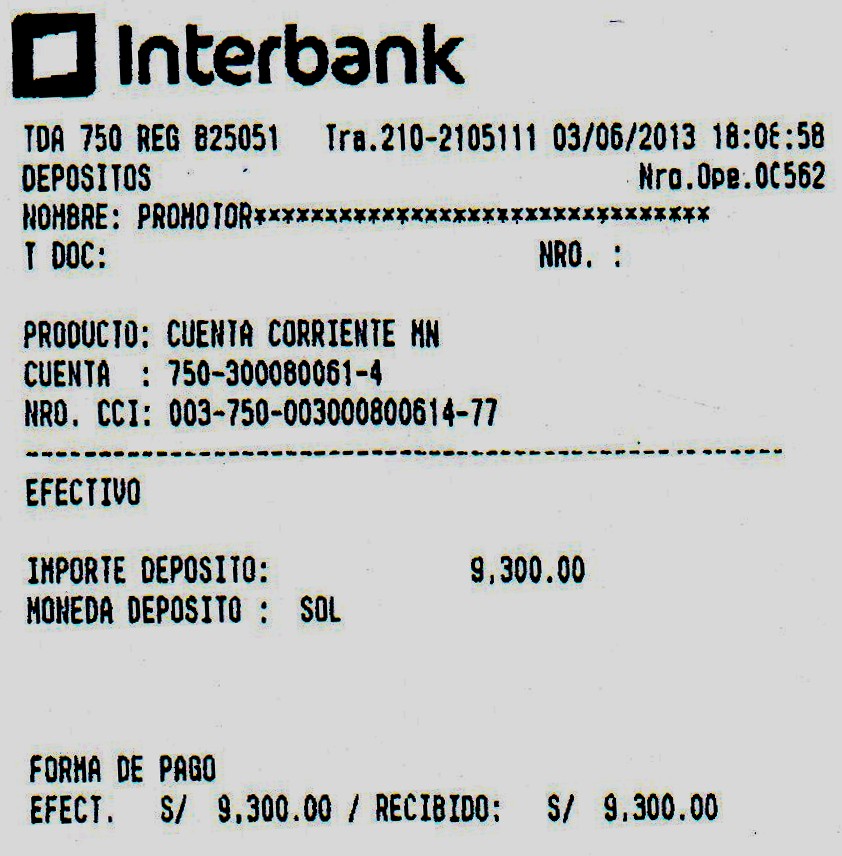 Interbank
TDA 750 REG B25051 Tra.210-2105111 03/06/2013 18:08:58
DEPOSITOS Nro.Ope.0C562
NOMBRE: PROMOTOR********************************
T DOC: NRO. :
PRODUCTO: CUENTA CORRIENTE MN
CUENTA : 750-300080061-4
NRO. CCI: 003-750-003000800614-77
------------------------------------------------------
EFECTIVO
IMPORTE DEPOSITO: 9,300.00
MONEDA DEPOSITO : SOL
FORMA DE PAGO
EFECT. S/ 9,300.00 / RECIBIDO: S/ 9,300.00